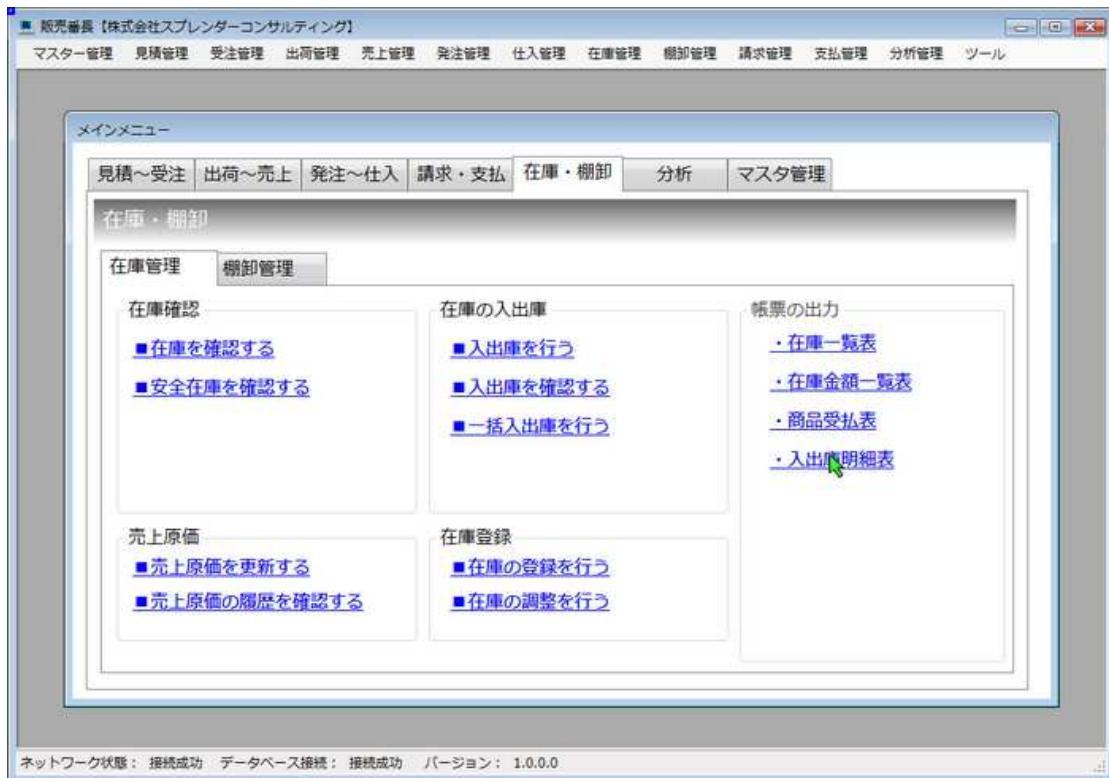 販売番長【株式会社スプレンダーコンサルティング】
マスター管理 見積管理 受注管理 出荷管理 売上管理 発注管理 仕入管理 在庫管理 棚卸管理 請求管理 支払管理 分析管理 ツール
メインメニュー
見積～受注 出荷～売上 発注～仕入 請求・支払 在庫・棚卸 分析 マスタ管理
在庫・棚卸
在庫管理 棚卸管理
在庫確認
■在庫を確認する
■安全在庫を確認する
在庫の入出庫
■入出庫を行う
■入出庫を確認する
■一括入出庫を行う
帳票の出力
・在庫一覧表
・在庫金額一覧表
・商品受払表
・入出庫明細表
売上原価
■売上原価を更新する
■売上原価の履歴を確認する
在庫登録
■在庫の登録を行う
■在庫の調整を行う
ネットワーク状態： 接続成功 データベース接続： 接続成功 バージョン： 1.0.0.0